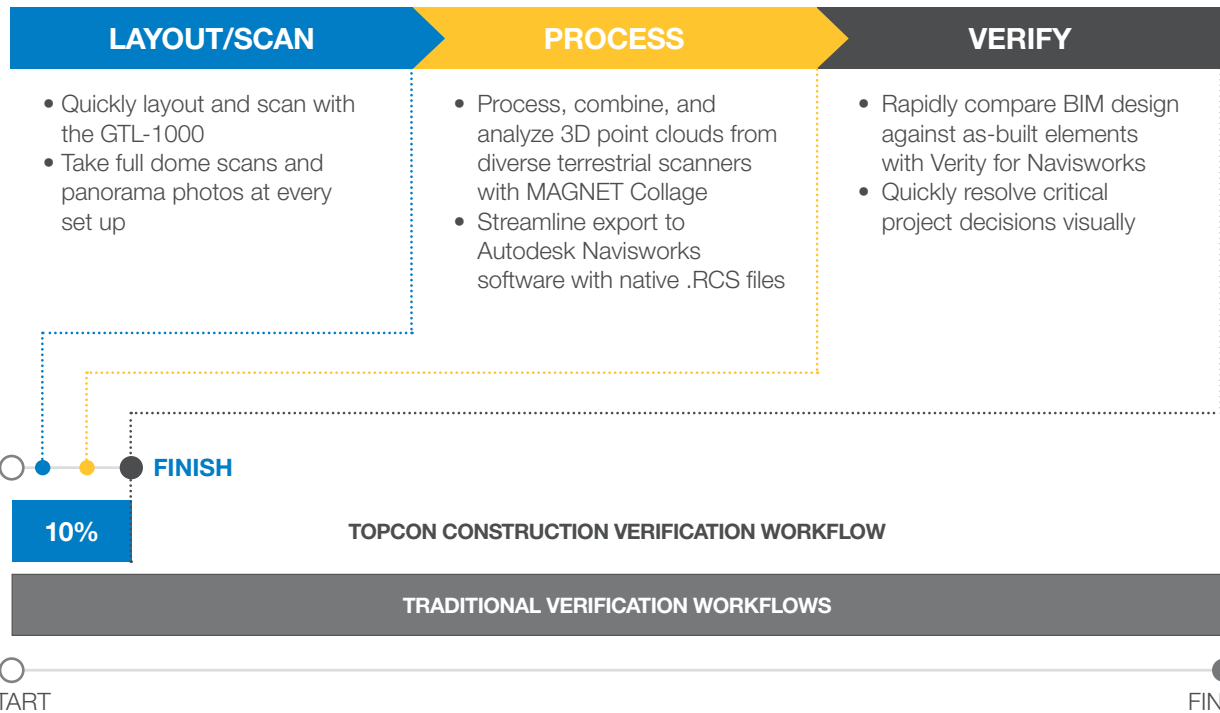 LAYOUT/SCAN
PROCESS
VERIFY
• Quickly layout and scan with
the GTL-1000
• Take full dome scans and
panorama photos at every
set up
• Process, combine, and
analyze 3D point clouds from
diverse terrestrial scanners
with MAGNET Collage
• Streamline export to
Autodesk Navisworks
software with native .RCS files
• Rapidly compare BIM design
against as-built elements
with Verity for Navisworks
• Quickly resolve critical
project decisions visually
FINISH
10%
TOPCON CONSTRUCTION VERIFICATION WORKFLOW
TRADITIONAL VERIFICATION WORKFLOWS
TART
FIN